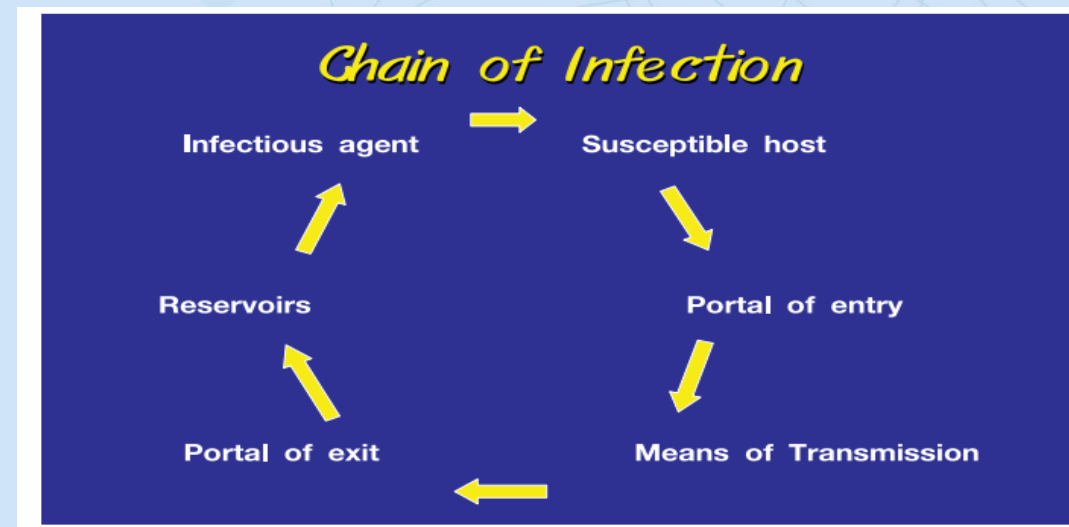 Chain of Infection
Infectious agent
Susceptible host
Reservoirs
Portal of entry
Portal of exit
Means of Transmission